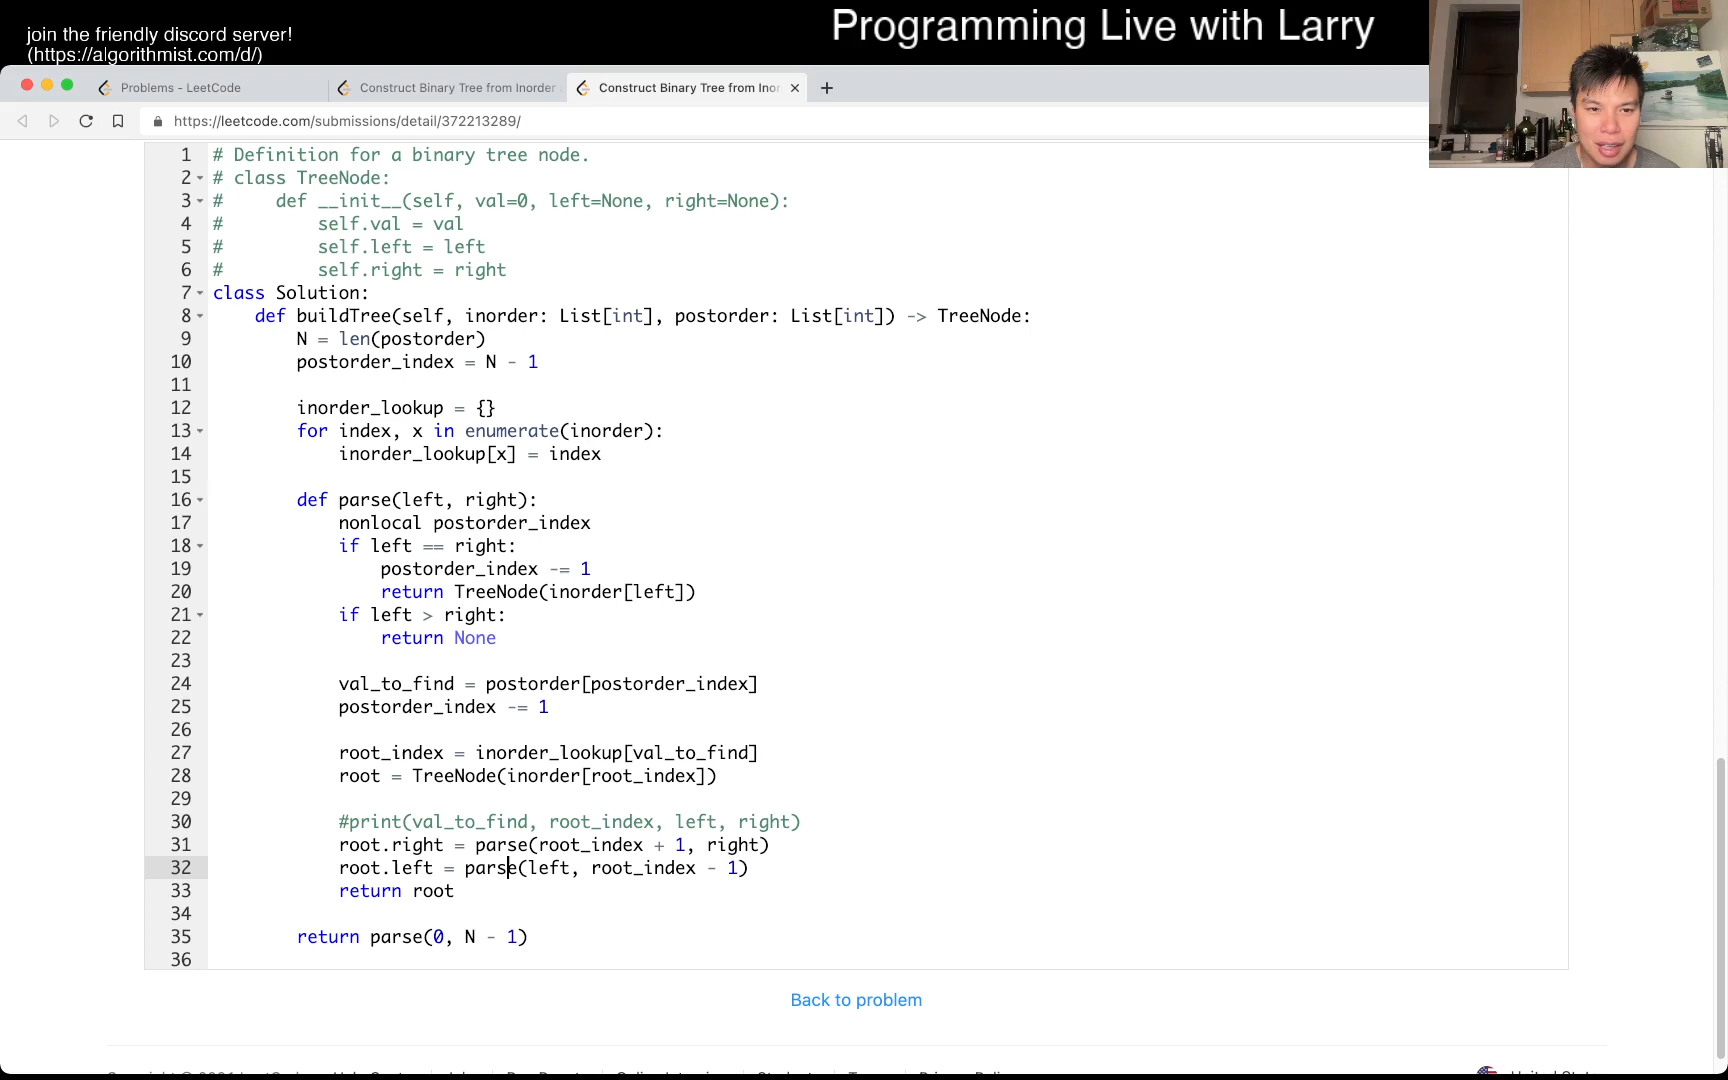 join the friendly discord server!
(https://algorithmist.com/d/)
Programming Live with Larry
Problems - LeetCode
Construct Binary Tree from Inorder
Construct Binary Tree from Inor
https://leetcode.com/submissions/detail/372213289/
1 # Definition for a binary tree node.
2 # class TreeNode:
3 #     def __init__(self, val=0, left=None, right=None):
4 #         self.val = val
5 #         self.left = left
6 #         self.right = right
7 class Solution:
8     def buildTree(self, inorder: List[int], postorder: List[int]) -> TreeNode:
9         N = len(postorder)
10         postorder_index = N - 1
11
12         inorder_lookup = {}
13         for index, x in enumerate(inorder):
14             inorder_lookup[x] = index
15
16         def parse(left, right):
17             nonlocal postorder_index
18             if left == right:
19                 postorder_index -= 1
20                 return TreeNode(inorder[left])
21             if left > right:
22                 return None
23
24             val_to_find = postorder[postorder_index]
25             postorder_index -= 1
26
27             root_index = inorder_lookup[val_to_find]
28             root = TreeNode(inorder[root_index])
29
30             #print(val_to_find, root_index, left, right)
31             root.right = parse(root_index + 1, right)
32             root.left = parse(left, root_index - 1)
33             return root
34
35         return parse(0, N - 1)
36
Back to problem